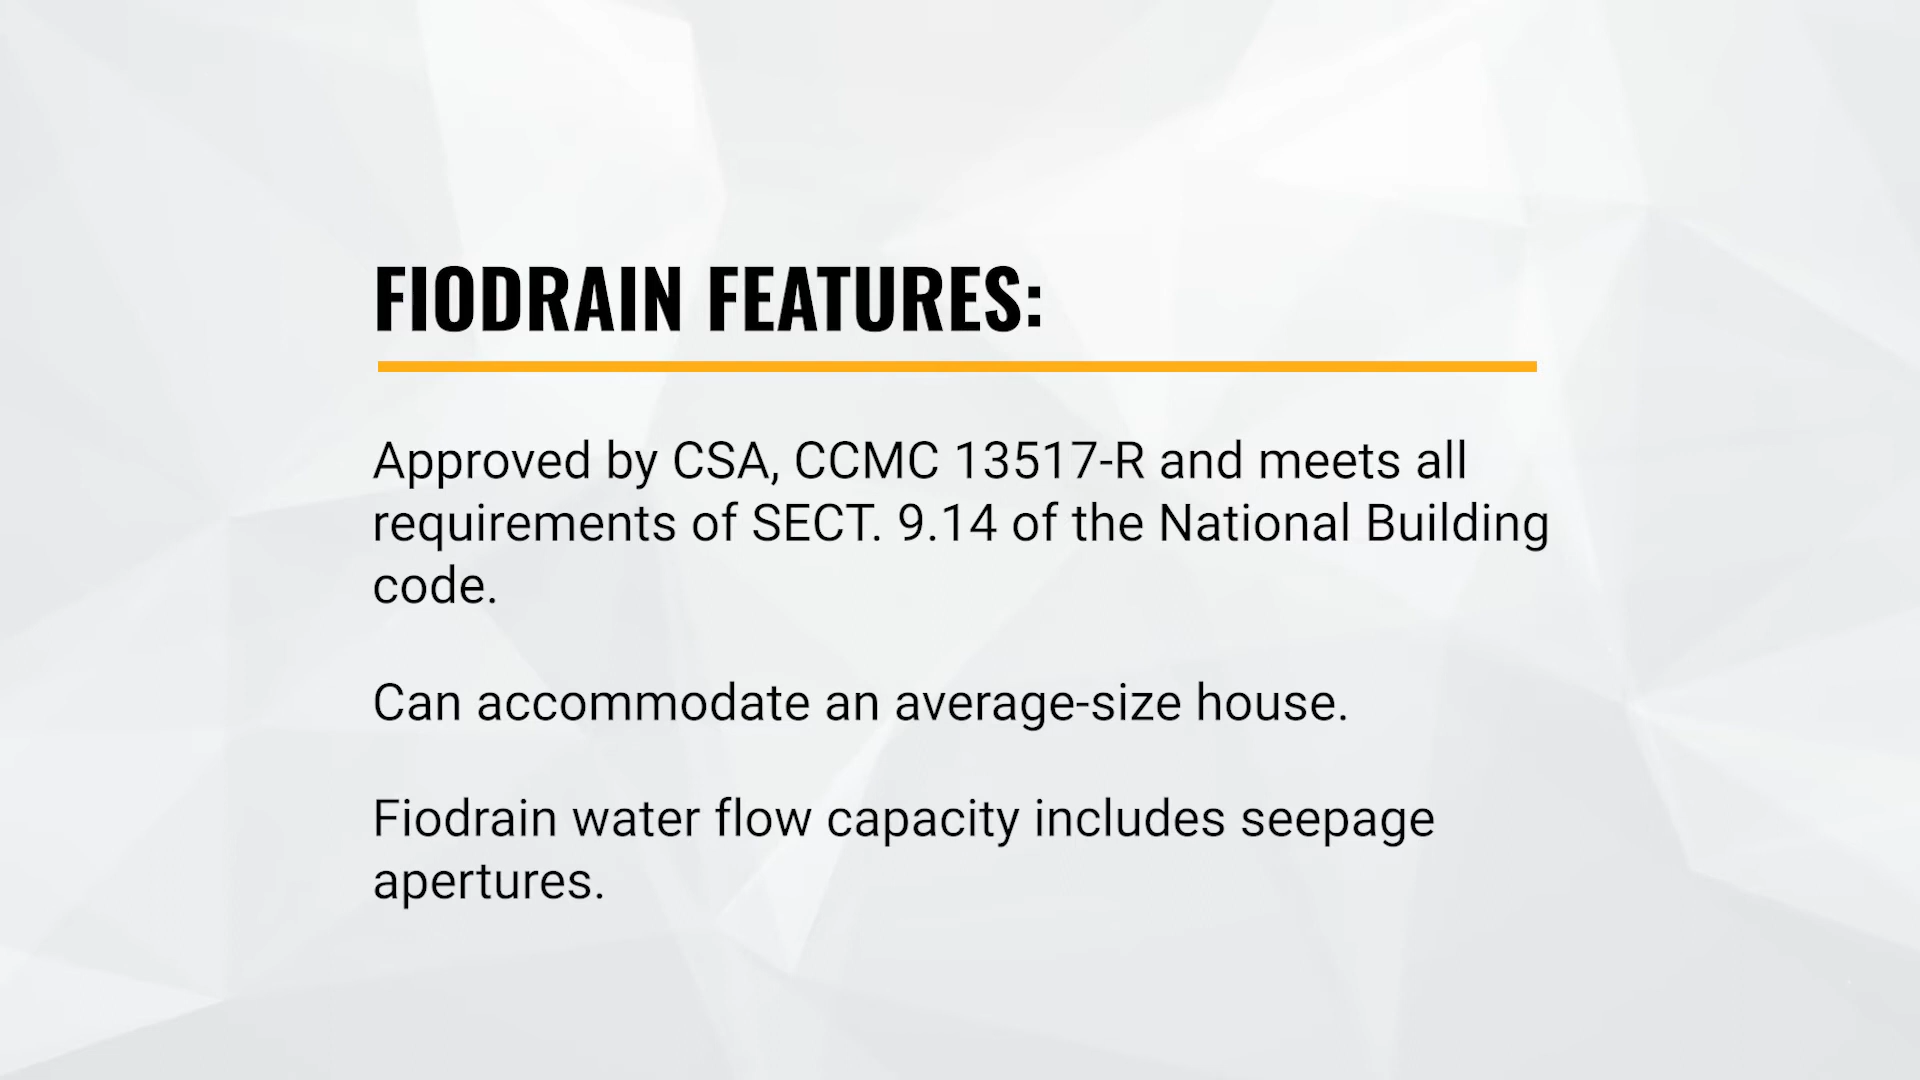 FIODRAIN FEATURES:
Approved by CSA, CCMC 13517-R and meets all
requirements of SECT. 9.14 of the National Building
code.
Can accommodate an average-size house.
Fiodrain water flow capacity includes seepage
apertures.